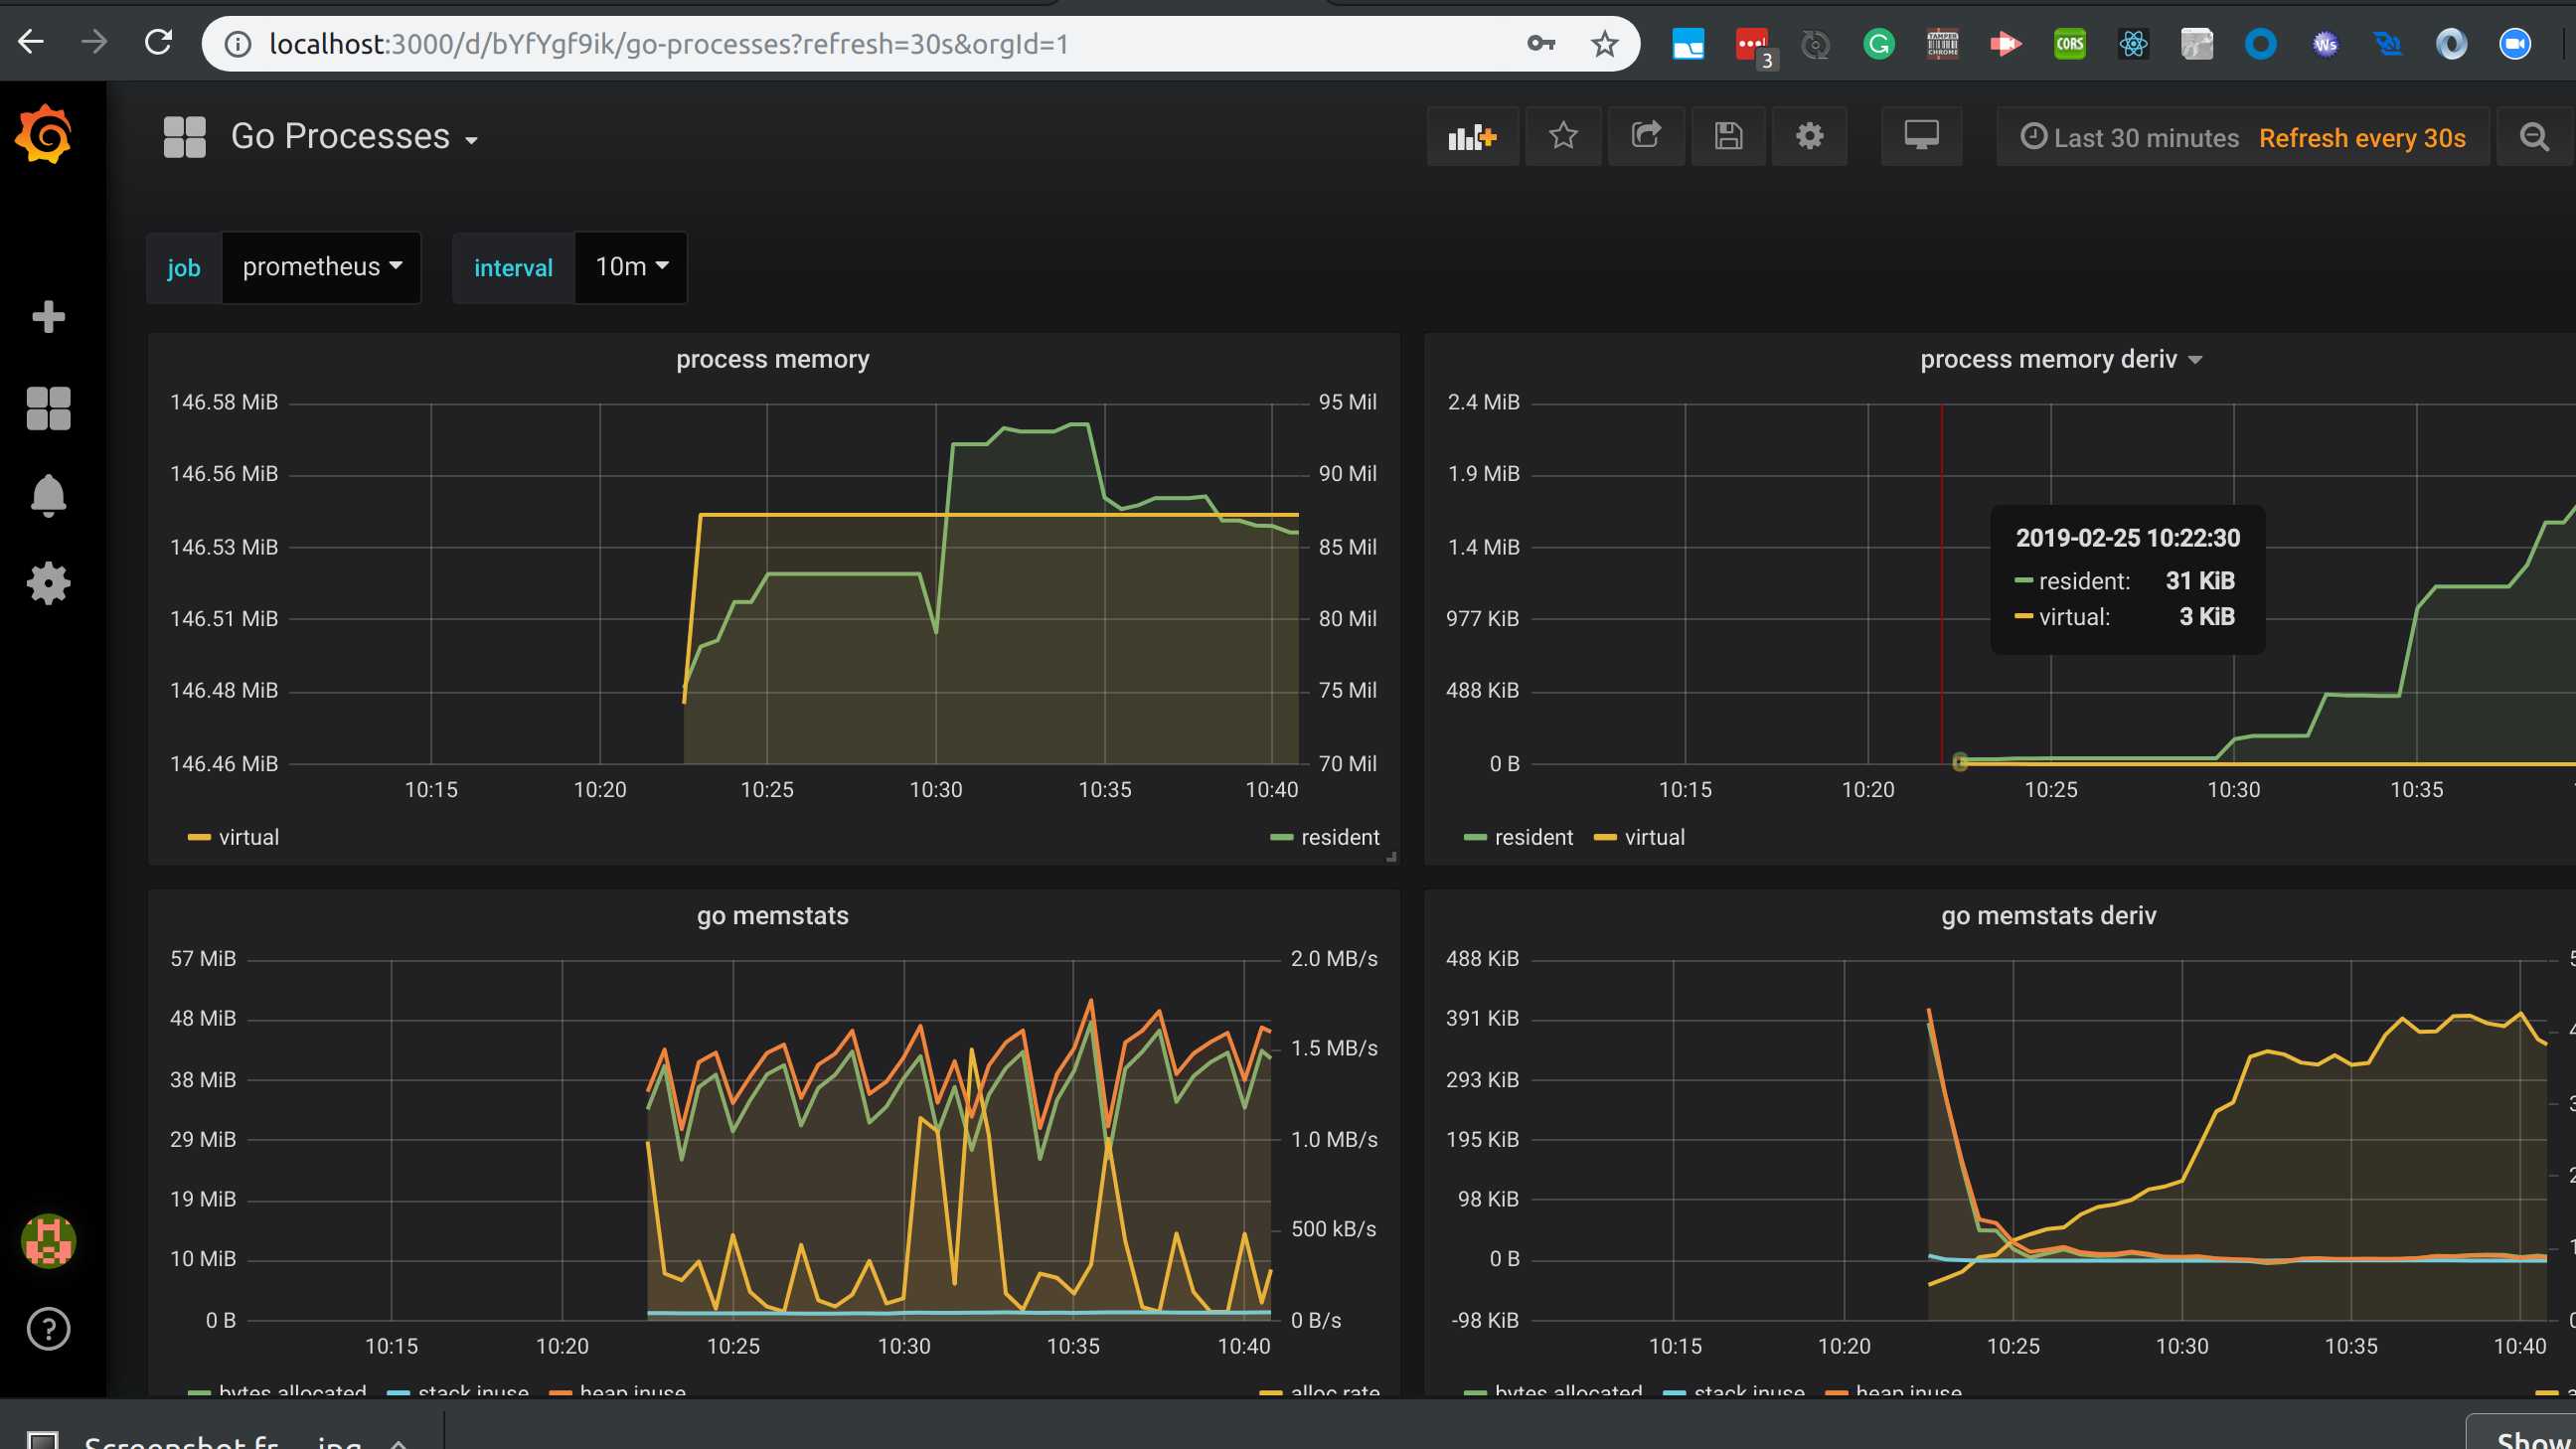 localhost:3000/d/bYfYgf9ik/go-processes?refresh=30s&orgId=1
3
CORS
Ws
Go Processes
Last 30 minutes Refresh every 30s
job prometheus interval 10m
process memory
146.58 MiB
146.56 MiB
146.53 MiB
146.51 MiB
146.48 MiB
146.46 MiB
95 Mil
90 Mil
85 Mil
80 Mil
75 Mil
70 Mil
10:15 10:20 10:25 10:30 10:35 10:40
virtual resident
process memory deriv
2.4 MiB
1.9 MiB
1.4 MiB
977 KiB
488 KiB
0 B
2019-02-25 10:22:30
resident: 31 KiB
virtual: 3 KiB
10:15 10:20 10:25 10:30 10:35
resident virtual
go memstats
57 MiB
48 MiB
38 MiB
29 MiB
19 MiB
10 MiB
0 B
2.0 MB/s
1.5 MB/s
1.0 MB/s
500 kB/s
0 B/s
10:15 10:20 10:25 10:30 10:35 10:40
bytes allocated stack inuse heap inuse alloc rate
go memstats deriv
488 KiB
391 KiB
293 KiB
195 KiB
98 KiB
0 B
-98 KiB
10:15 10:20 10:25 10:30 10:35 10:40
bytes allocated stack inuse heap inuse
Screenshot fr....jpg
Show